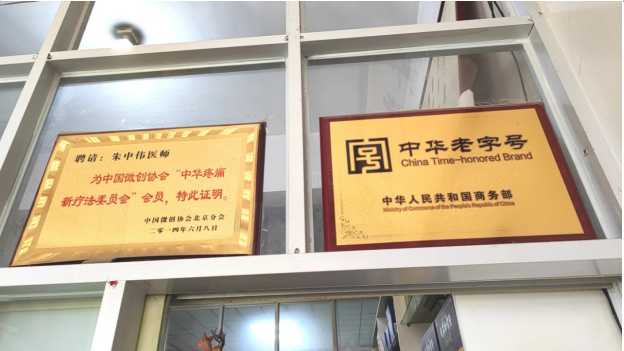 聘请：朱中伟医师
为中国微创协会“中华疼痛
新疗法委员会”会员，特此证明。
中国微创协会北京分会
二〇一四年六月八日
中华老字号
China Time-honored Brand
中华人民共和国商务部
Ministry of Commerce of the People's Republic of China